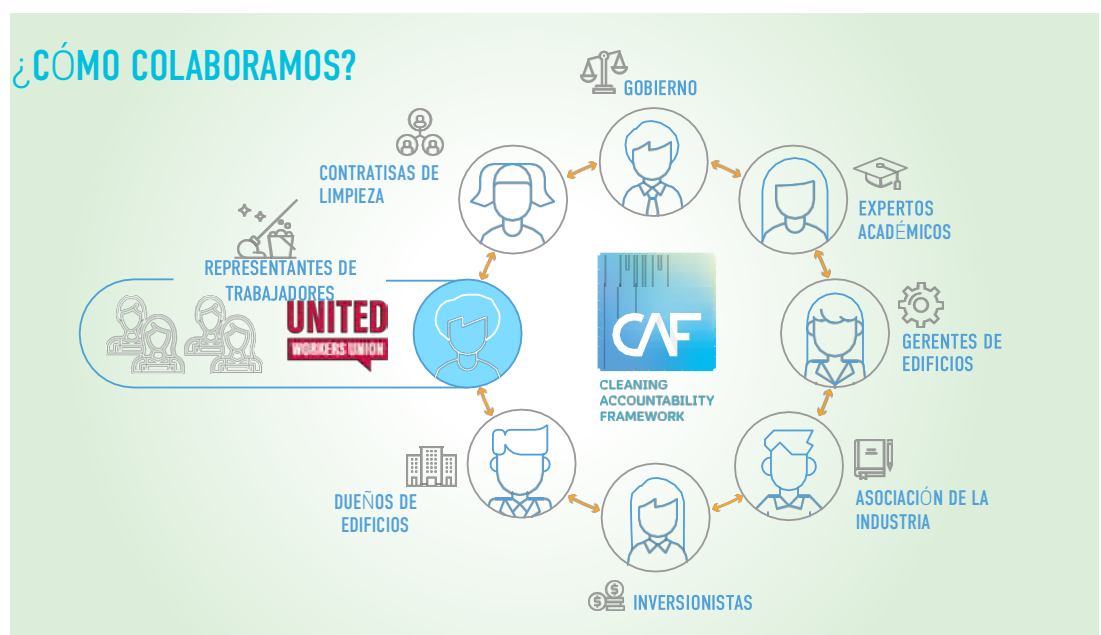 ¿CÓMO COLABORAMOS?
GOBIERNO
CONTRATISAS DE
LIMPIEZA
EXPERTOS
ACADÉMICOS
REPRESENTANTES DE
TRABAJADORES
UNITED
WORKERS UNION
CAF
CLEANING
ACCOUNTABILITY
FRAMEWORK
GERENTES DE
EDIFICIOS
DUEÑOS DE
EDIFICIOS
ASOCIACIÓN DE LA
INDUSTRIA
INVERSIONISTAS